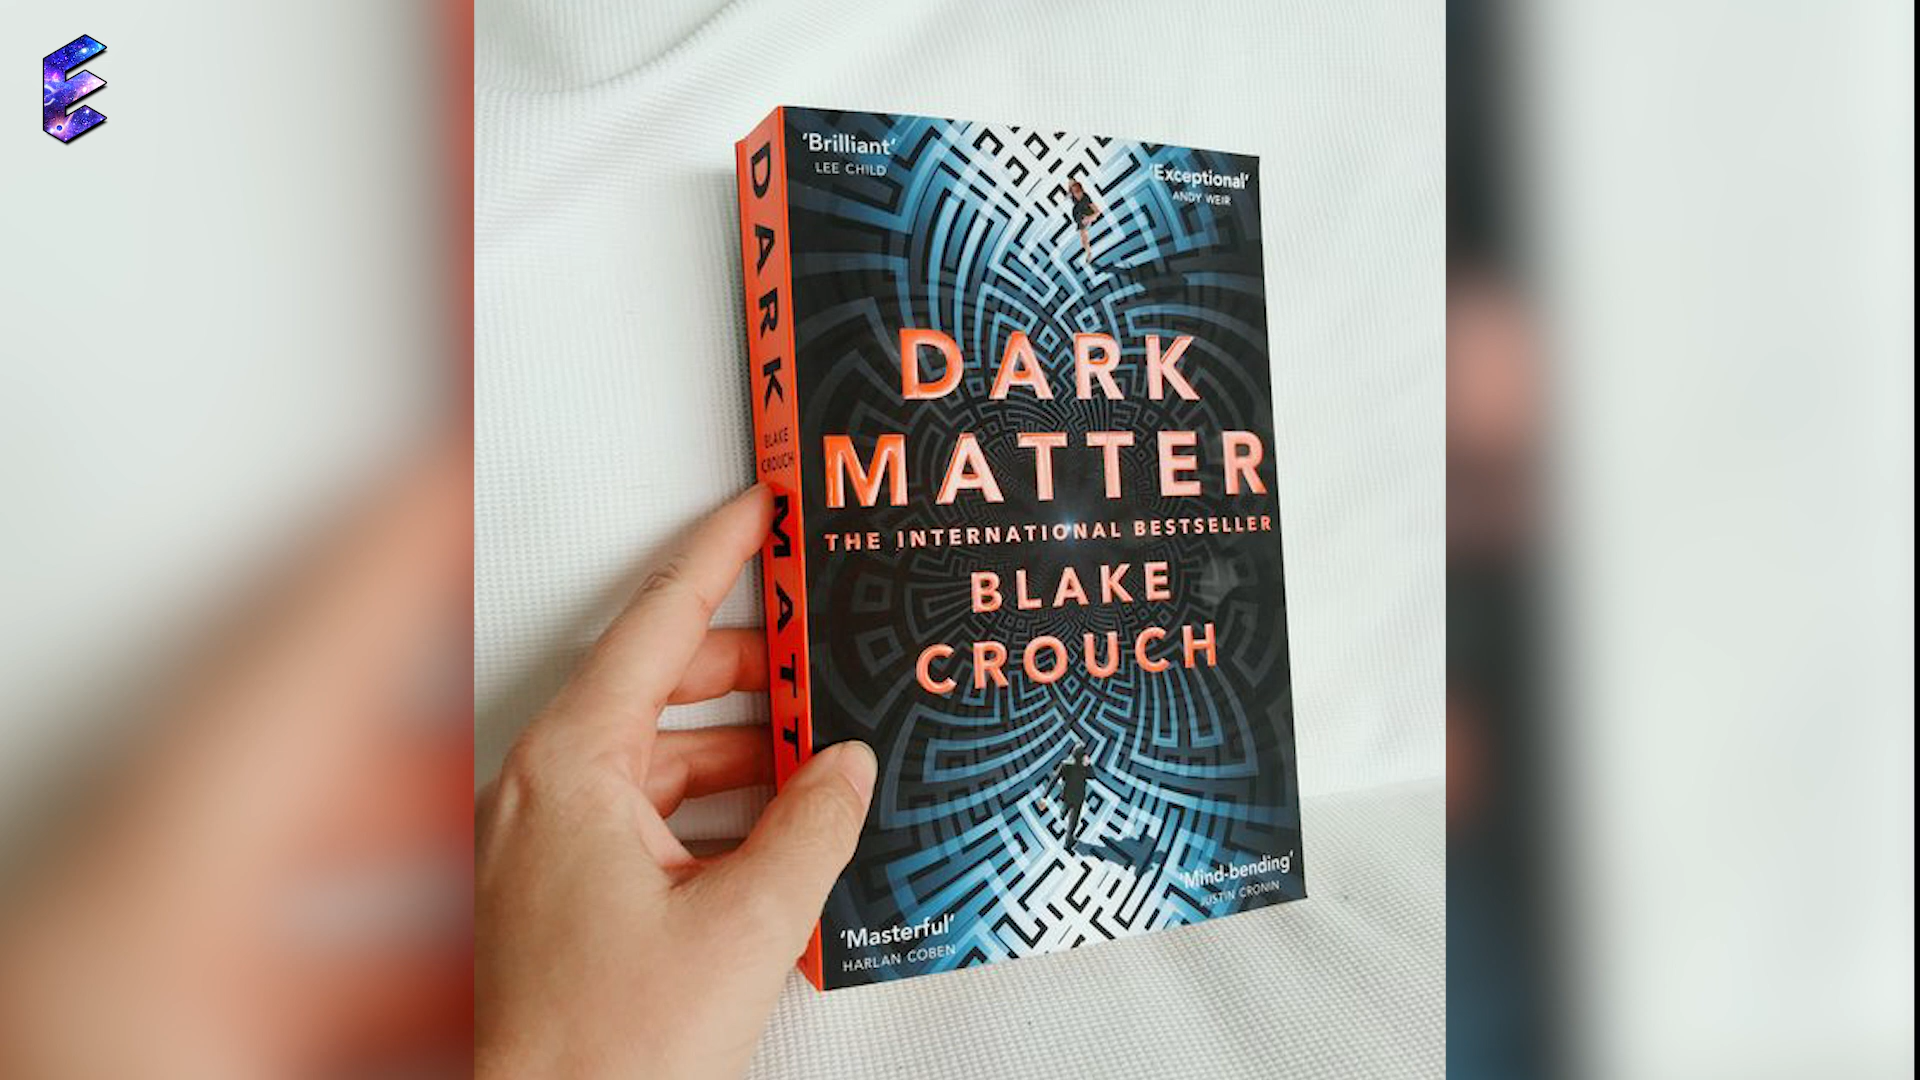 E
DARK
BLAKE
CROUCH
MATT
'Brilliant'
LEE CHILD
'Exceptional'
ANDY WEIR
DARK
MATTER
THE INTERNATIONAL BESTSELLER
BLAKE
CROUCH
'Mind-bending'
JUSTIN CRONIN
'Masterful'
HARLAN COBEN